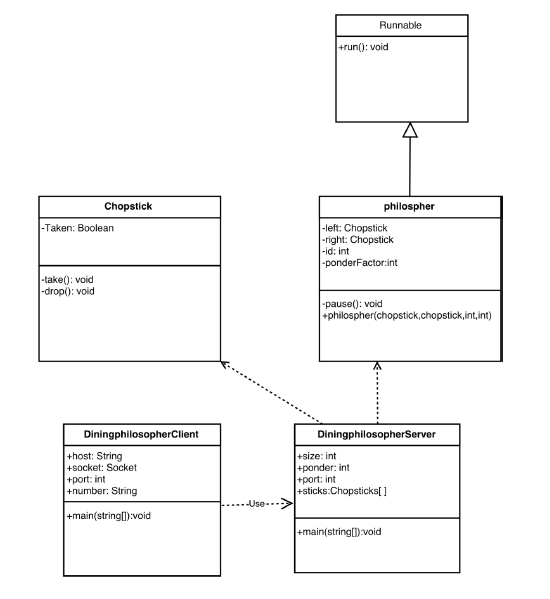 Runnable
+run(): void
Chopstick
-Taken: Boolean
-take(): void
-drop(): void
philospher
-left: Chopstick
-right: Chopstick
-id: int
-ponderFactor:int
-pause(): void
+philospher(chopstick,chopstick,int,int)
DiningphilosopherClient
+host: String
+socket: Socket
+port: int
+number: String
+main(string[]):void
Use
DiningphilosopherServer
+size: int
+ponder: int
+port: int
+sticks:Chopsticks[ ]
+main(string[]):void